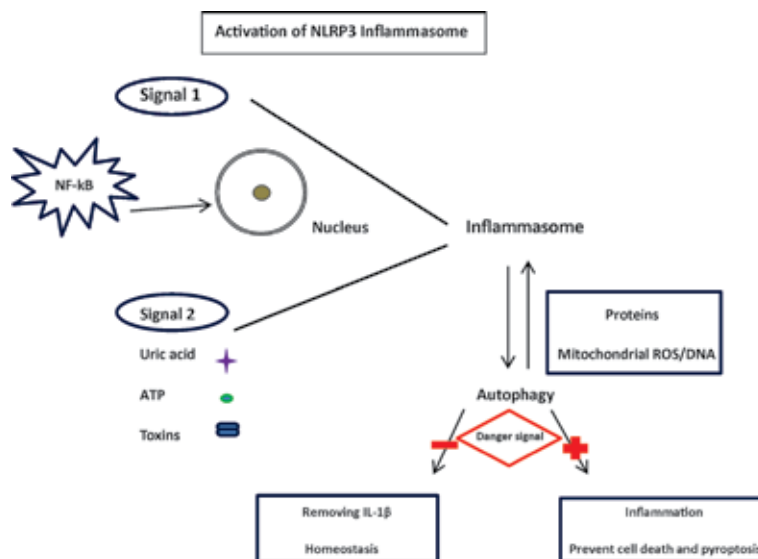 Activation of NLRP3 Inflammasome
Signal 1
NF-kB
Nucleus
Inflammasome
Signal 2
Uric acid
ATP
Toxins
Proteins
Mitochondrial ROS/DNA
Autophagy
Danger signal
Removing IL-1β
Homeostasis
Inflammation
Prevent cell death and pyroptosis